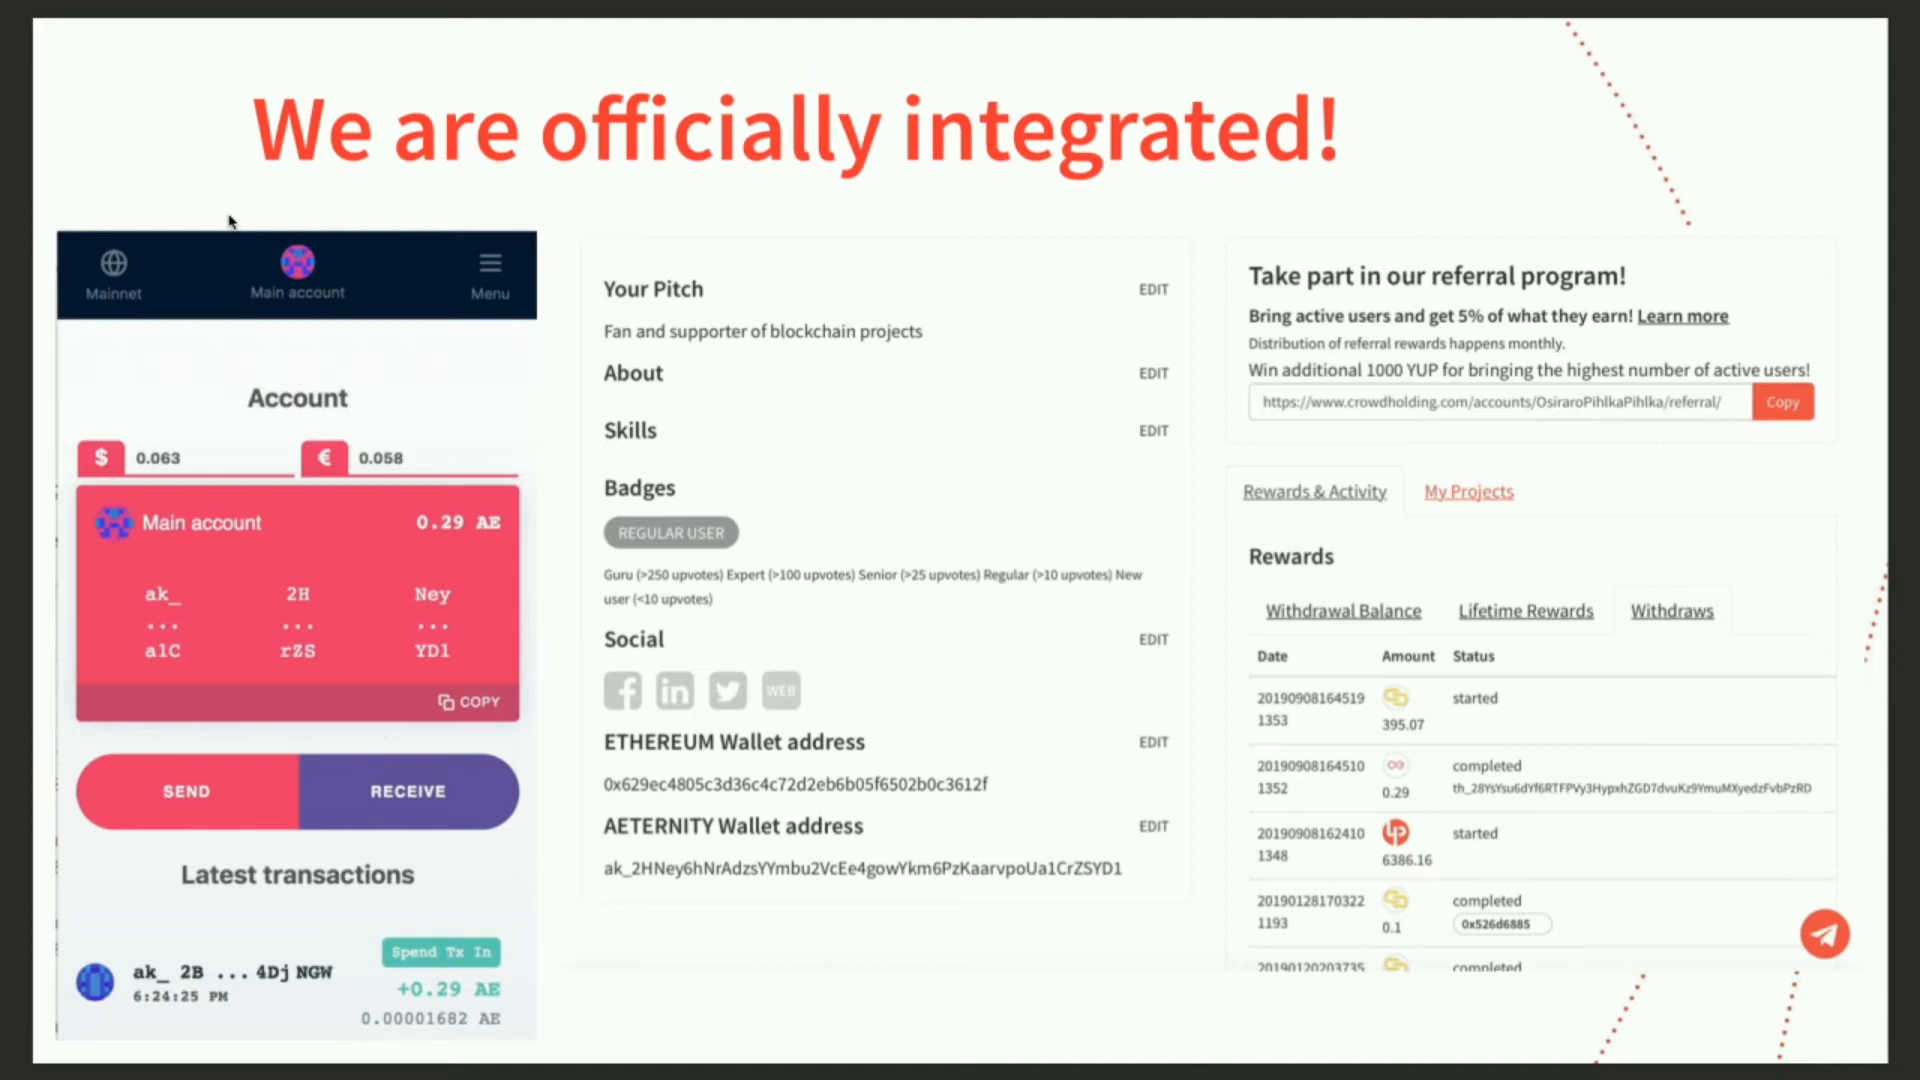 We are officially integrated!
Mainnet
Main account
Menu
Account
$ 0.063
€ 0.058
Main account 0.29 AE
ak_ 2H Ney
... ... ...
a1C rZS YD1
COPY
SEND RECEIVE
Latest transactions
Spend Tx In
ak_ 2B ... 4Dj NGW
+0.29 AE
6:24:25 PM
0.00001682 AE
Your Pitch EDIT
Fan and supporter of blockchain projects
About EDIT
Skills EDIT
Badges
REGULAR USER
Guru (>250 upvotes) Expert (>100 upvotes) Senior (>25 upvotes) Regular (>10 upvotes) New
user (<10 upvotes)
Social EDIT
WEB
ETHEREUM Wallet address EDIT
0x629ec4805c3d36c4c72d2eb6b05f6502b0c3612f
AETERNITY Wallet address EDIT
ak_2HNey6hNrAdzsYYmbu2VcEe4gowYkm6PzKaarvpoUa1CrZSYD1
Take part in our referral program!
Bring active users and get 5% of what they earn! Learn more
Distribution of referral rewards happens monthly.
Win additional 1000 YUP for bringing the highest number of active users!
https://www.crowdholding.com/accounts/OsiraroPihlkaPihlka/referral/ Copy
Rewards & Activity My Projects
Rewards
Withdrawal Balance Lifetime Rewards Withdraws
Date Amount Status
20190908164519 started
1353 395.07
20190908164510 completed
1352 0.29 th_28YsYsu6dYf6RTFPVy3HypxhZGD7dvuKz9YmuMXyedzFvbPzRD
20190908162410 started
1348 6386.16
20190128170322 completed
1193 0.1 0x526d6885
20190120203735 completed